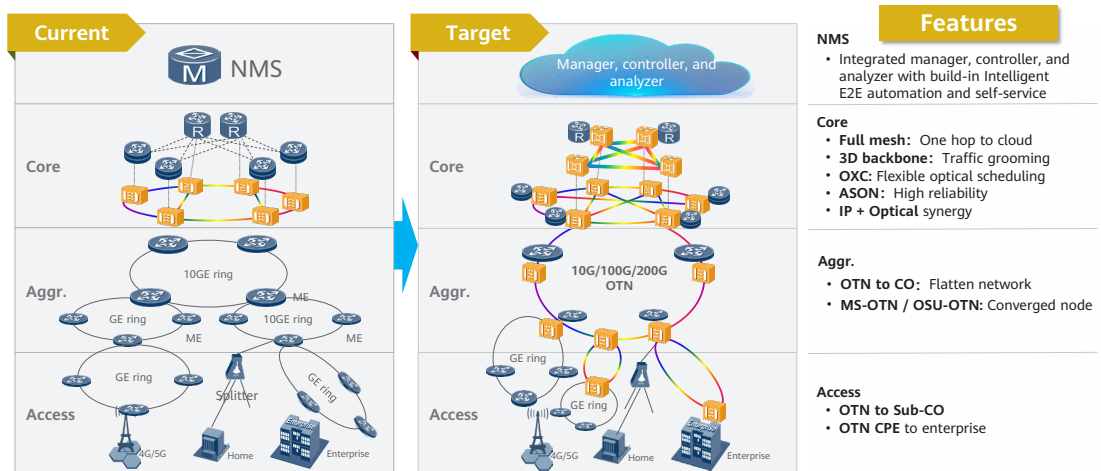 Current
M
NMS
Core
R
R
Aggr.
10GE ring
ME
GE ring
10GE ring
ME
ME
Access
GE ring
GE ring
Splitter
4G/5G
Home
Enterprise
Enterprise
Target
Manager, controller, and
analyzer
Core
R
R
Aggr.
10G/100G/200G
OTN
Access
GE ring
GE ring
4G/5G
Home
Enterprise
Enterprise
Features
NMS
• Integrated manager, controller, and
analyzer with build-in Intelligent
E2E automation and self-service
Core
• Full mesh: One hop to cloud
• 3D backbone: Traffic grooming
• OXC: Flexible optical scheduling
• ASON: High reliability
• IP + Optical synergy
Aggr.
• OTN to CO: Flatten network
• MS-OTN / OSU-OTN: Converged node
Access
• OTN to Sub-CO
• OTN CPE to enterprise